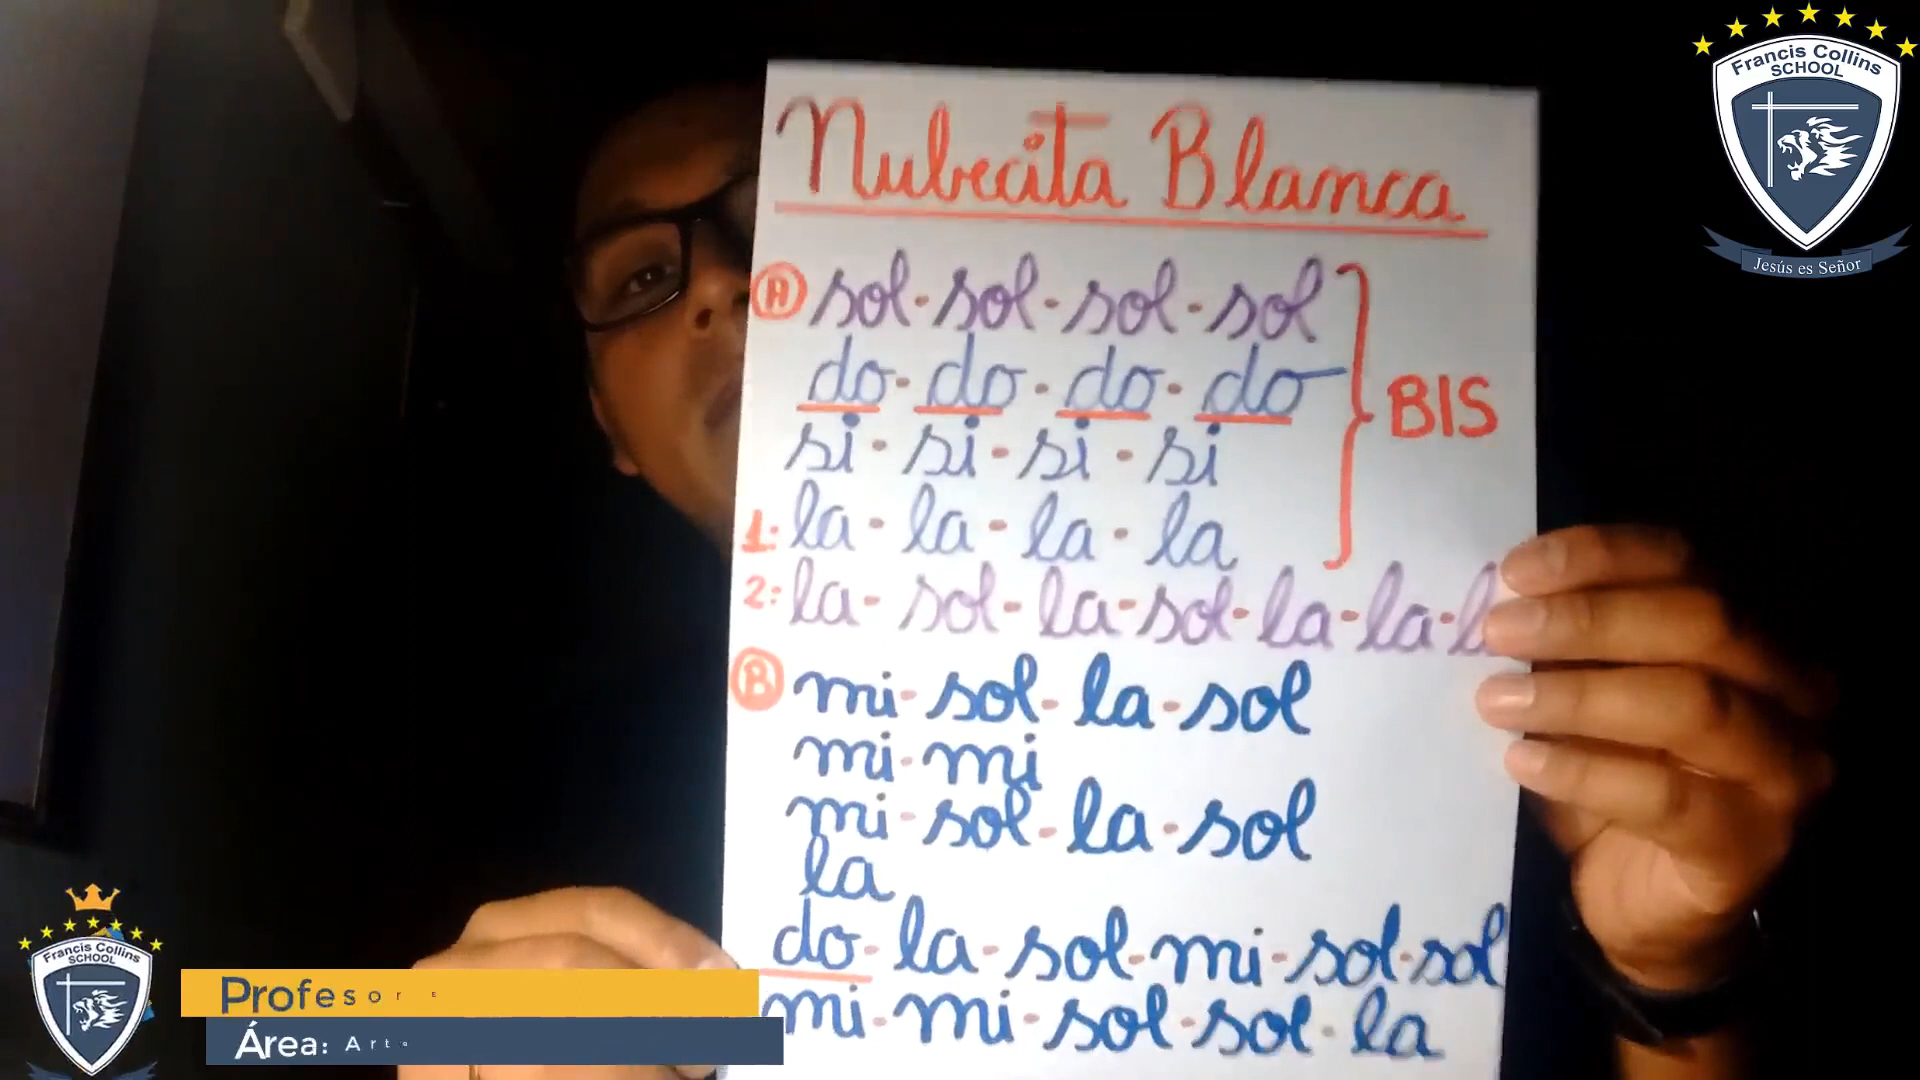 Nubecita Blanca
A sol - sol - sol - sol
do - do - do - do
si - si - si - si
BIS
1: la - la - la - la
2: la - sol - la - sol - la - la -
B mi - sol - la - sol
mi - mi
mi - sol - la - sol
la
do - la - sol - mi - sol - sol
mi - mi - sol - sol - la
Francis Collins
SCHOOL
Jesús es Señor
Francis Collins
SCHOOL
Profesor
Área: Arte